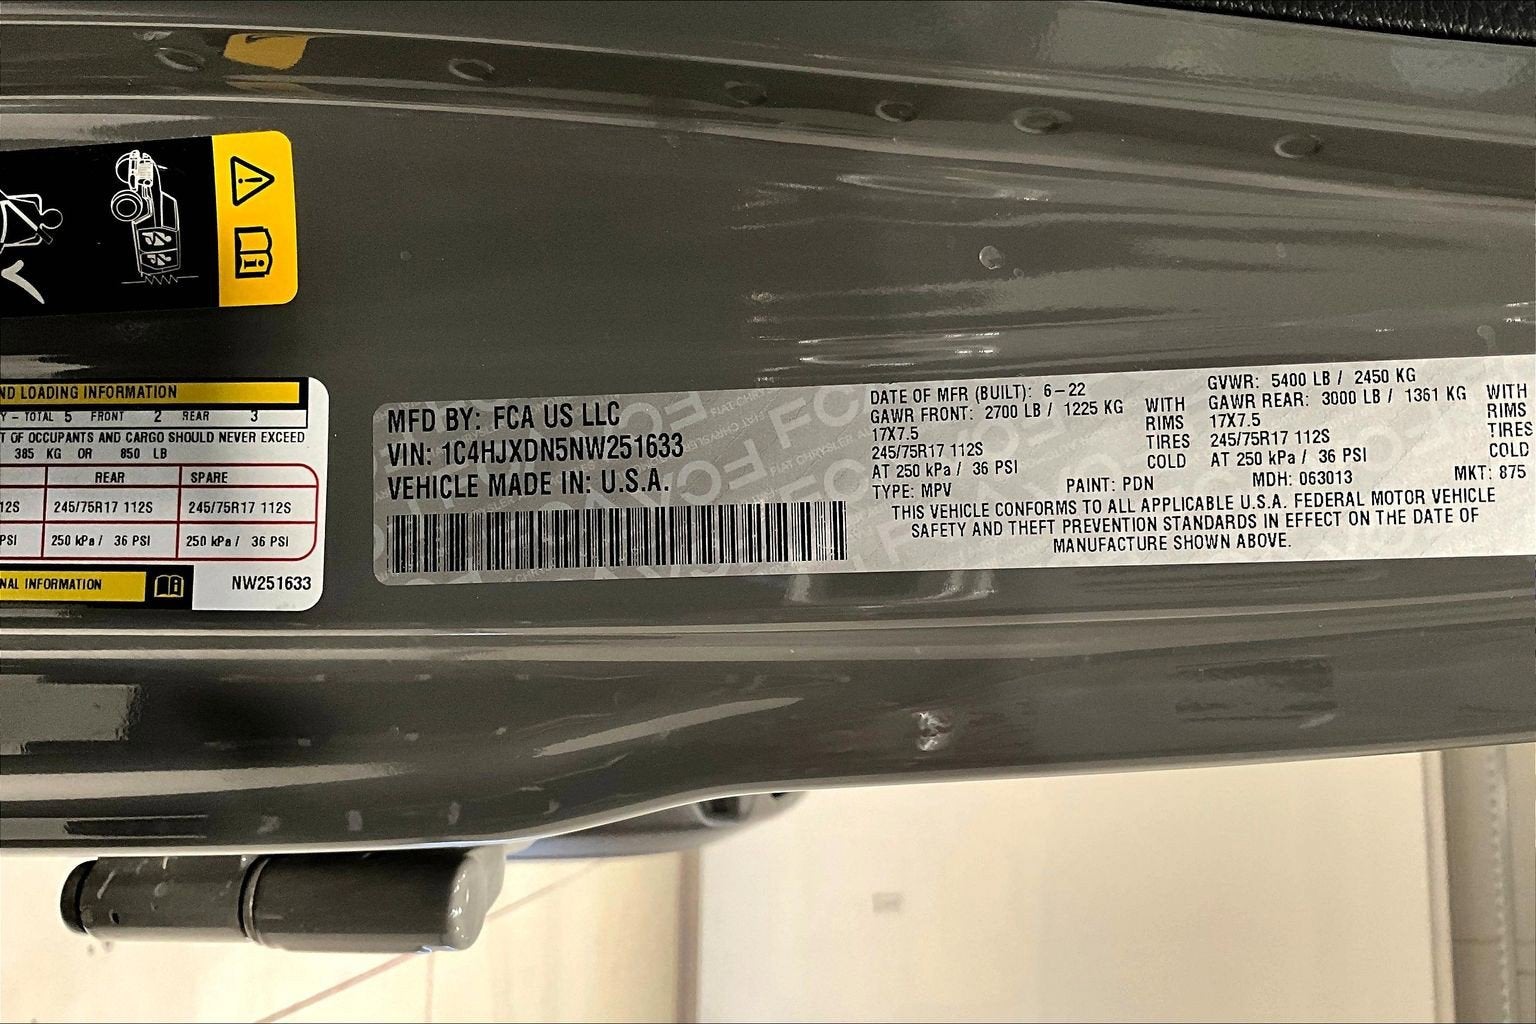 ND LOADING INFORMATION
Y - TOTAL 5 FRONT 2 REAR 3
T OF OCCUPANTS AND CARGO SHOULD NEVER EXCEED
385 KG OR 850 LB
REAR SPARE
12S 245/75R17 112S 245/75R17 112S
PSI 250 kPa / 36 PSI 250 kPa / 36 PSI
NAL INFORMATION
NW251633
MFD BY: FCA US LLC
VIN: 1C4HJXDN5NW251633
VEHICLE MADE IN: U.S.A.
DATE OF MFR (BUILT): 6-22
GAWR FRONT: 2700 LB / 1225 KG WITH
17X7.5 RIMS
245/75R17 112S TIRES
AT 250 kPa / 36 PSI COLD
GVWR: 5400 LB / 2450 KG
GAWR REAR: 3000 LB / 1361 KG WITH
17X7.5 RIMS
245/75R17 112S TIRES
AT 250 kPa / 36 PSI COLD
TYPE: MPV PAINT: PDN MDH: 063013 MKT: 875
THIS VEHICLE CONFORMS TO ALL APPLICABLE U.S.A. FEDERAL MOTOR VEHICLE
SAFETY AND THEFT PREVENTION STANDARDS IN EFFECT ON THE DATE OF
MANUFACTURE SHOWN ABOVE.